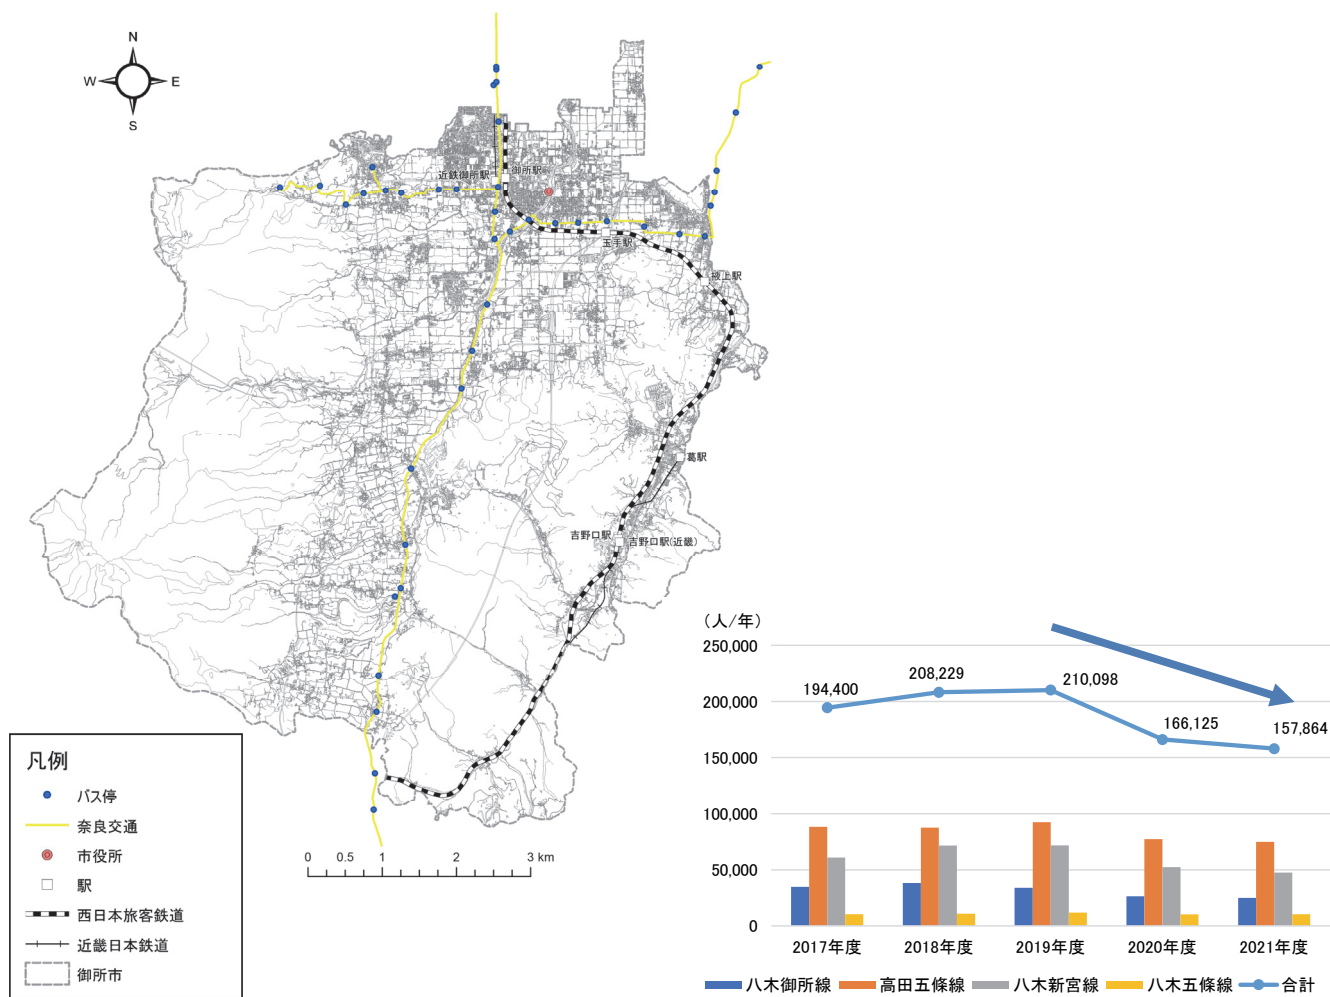 N
W E
S
近鉄御所駅
御所駅
玉手駅
掖上駅
葛駅
吉野口駅
吉野口駅(近畿)
凡例
バス停
奈良交通
市役所
駅
西日本旅客鉄道
近畿日本鉄道
御所市
0 0.5 1 2 3 km
(人/年)
250,000
200,000
150,000
100,000
50,000
0
194,400
208,229
210,098
166,125
157,864
2017年度 2018年度 2019年度 2020年度 2021年度
八木御所線 高田五條線 八木新宮線 八木五條線 合計